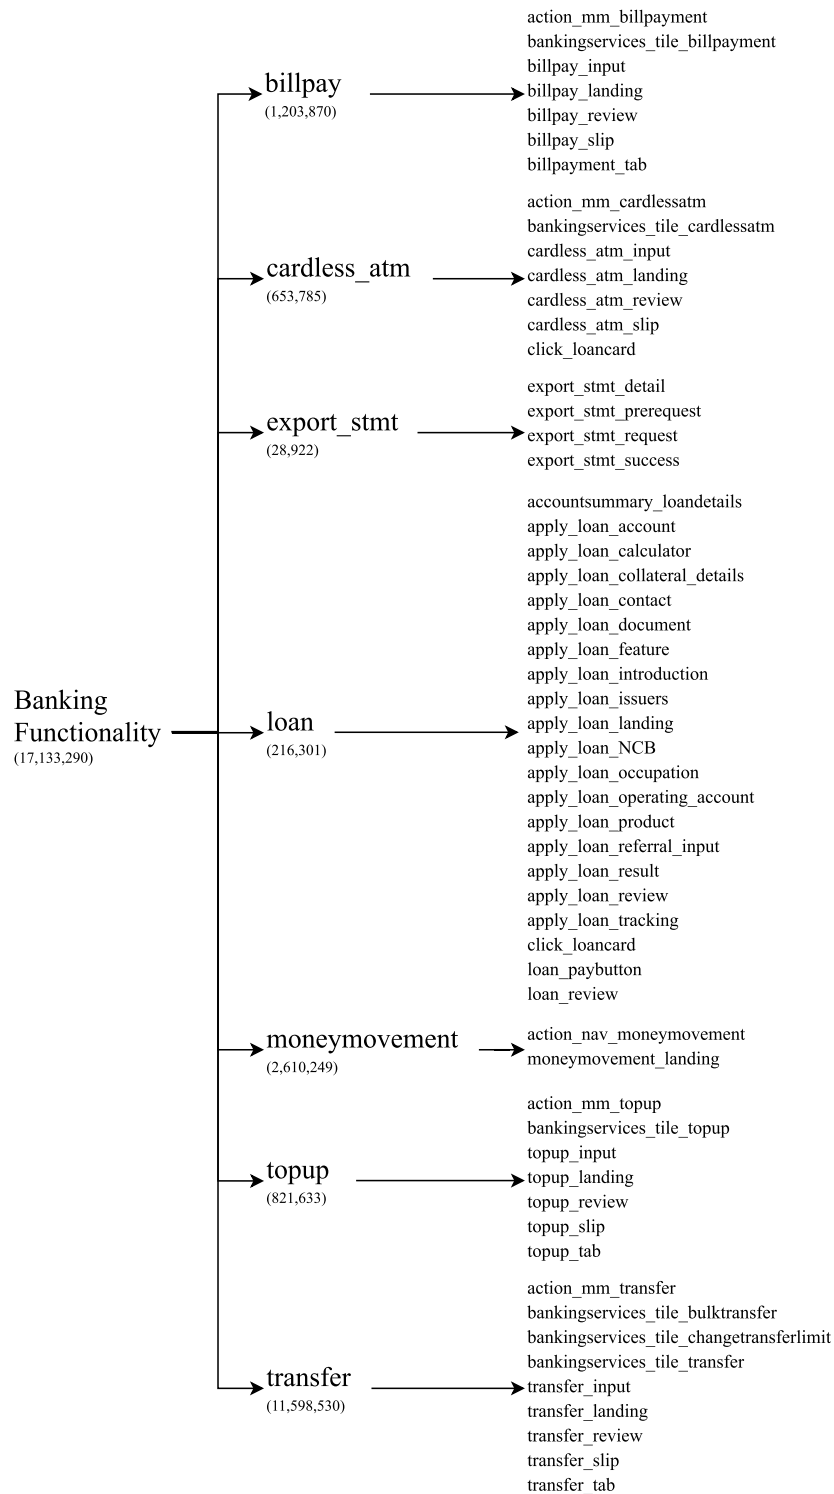 Banking
Functionality
(17,133,290)
billpay
(1,203,870)
action_mm_billpayment
bankingservices_tile_billpayment
billpay_input
billpay_landing
billpay_review
billpay_slip
billpayment_tab
cardless_atm
(653,785)
action_mm_cardlessatm
bankingservices_tile_cardlessatm
cardless_atm_input
cardless_atm_landing
cardless_atm_review
cardless_atm_slip
click_loancard
export_stmt
(28,922)
export_stmt_detail
export_stmt_prerequest
export_stmt_request
export_stmt_success
loan
(216,301)
accountsummary_loandetails
apply_loan_account
apply_loan_calculator
apply_loan_collateral_details
apply_loan_contact
apply_loan_document
apply_loan_feature
apply_loan_introduction
apply_loan_issuers
apply_loan_landing
apply_loan_NCB
apply_loan_occupation
apply_loan_operating_account
apply_loan_product
apply_loan_referral_input
apply_loan_result
apply_loan_review
apply_loan_tracking
click_loancard
loan_paybutton
loan_review
moneymovement
(2,610,249)
action_nav_moneymovement
moneymovement_landing
topup
(821,633)
action_mm_topup
bankingservices_tile_topup
topup_input
topup_landing
topup_review
topup_slip
topup_tab
transfer
(11,598,530)
action_mm_transfer
bankingservices_tile_bulktransfer
bankingservices_tile_changetransferlimit
bankingservices_tile_transfer
transfer_input
transfer_landing
transfer_review
transfer_slip
transfer_tab